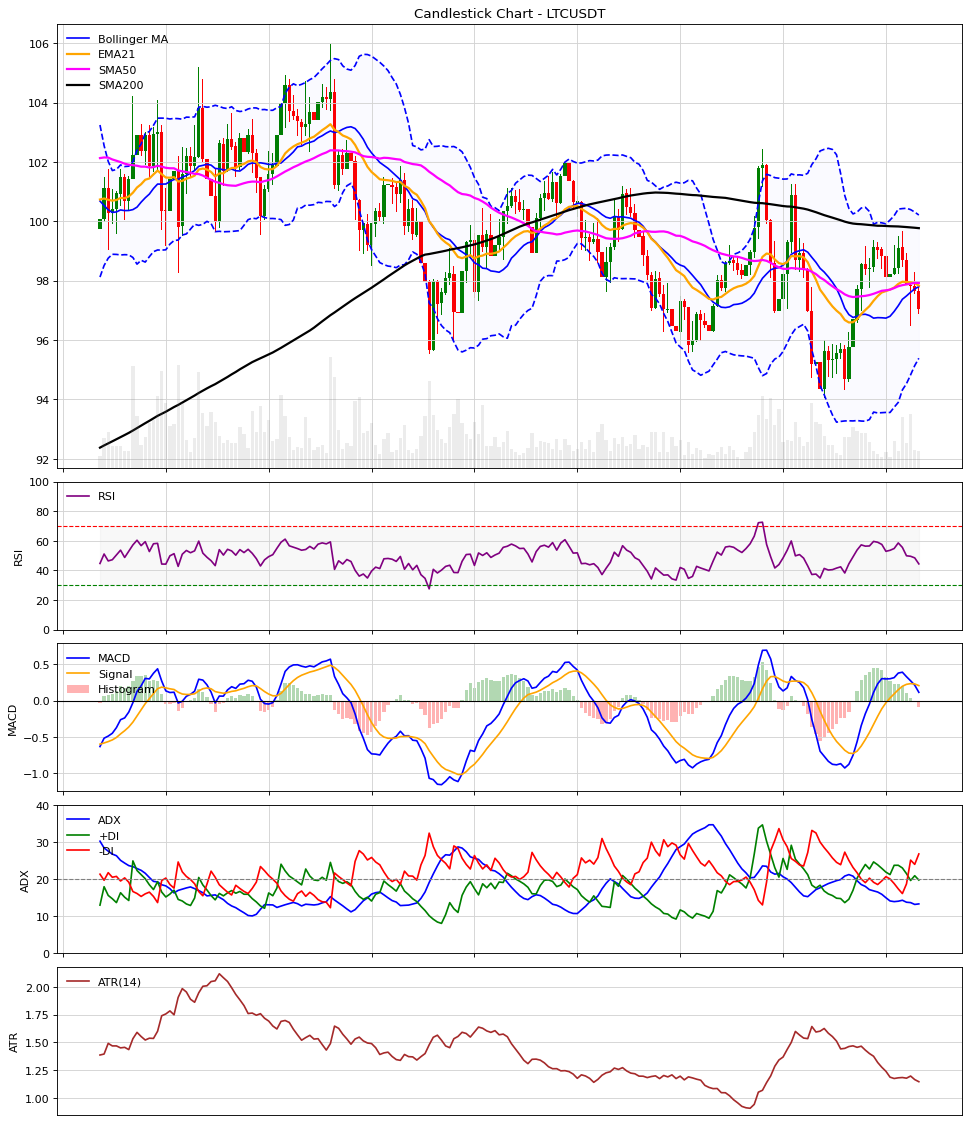 Candlestick Chart - LTCUSDT
Bollinger MA
EMA21
SMA50
SMA200
106
104
102
100
98
96
94
92
RSI
RSI
100
80
60
40
20
0
MACD
Signal
Histogram
MACD
0.5
0.0
−0.5
−1.0
ADX
+DI
-DI
ADX
40
30
20
10
0
ATR(14)
ATR
2.00
1.75
1.50
1.25
1.00